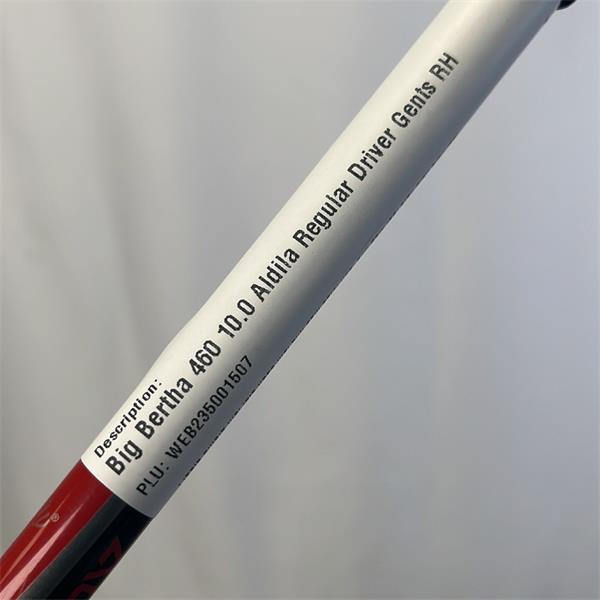 Description:
Big Bertha 460 10.0 Aldila Regular Driver Gents RH
PLU: WEB235001507
®